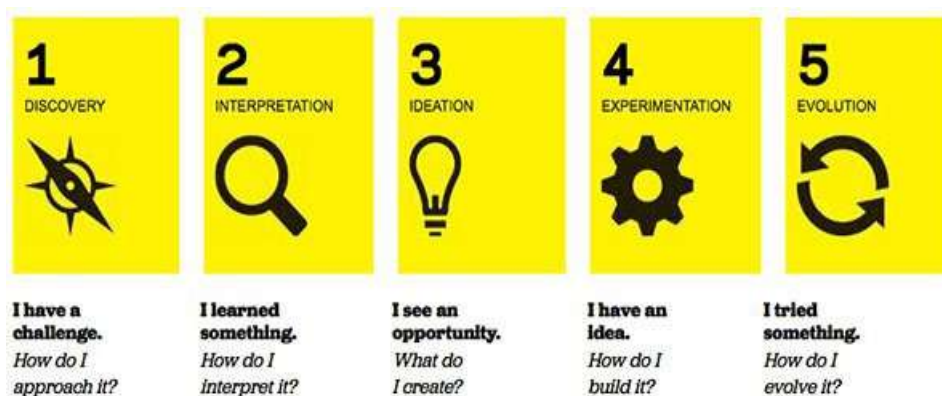 1
DISCOVERY
I have a
challenge.
How do I
approach it?
2
INTERPRETATION
I learned
something.
How do I
interpret it?
3
IDEATION
I see an
opportunity.
What do
I create?
4
EXPERIMENTATION
I have an
idea.
How do I
build it?
5
EVOLUTION
I tried
something.
How do I
evolve it?